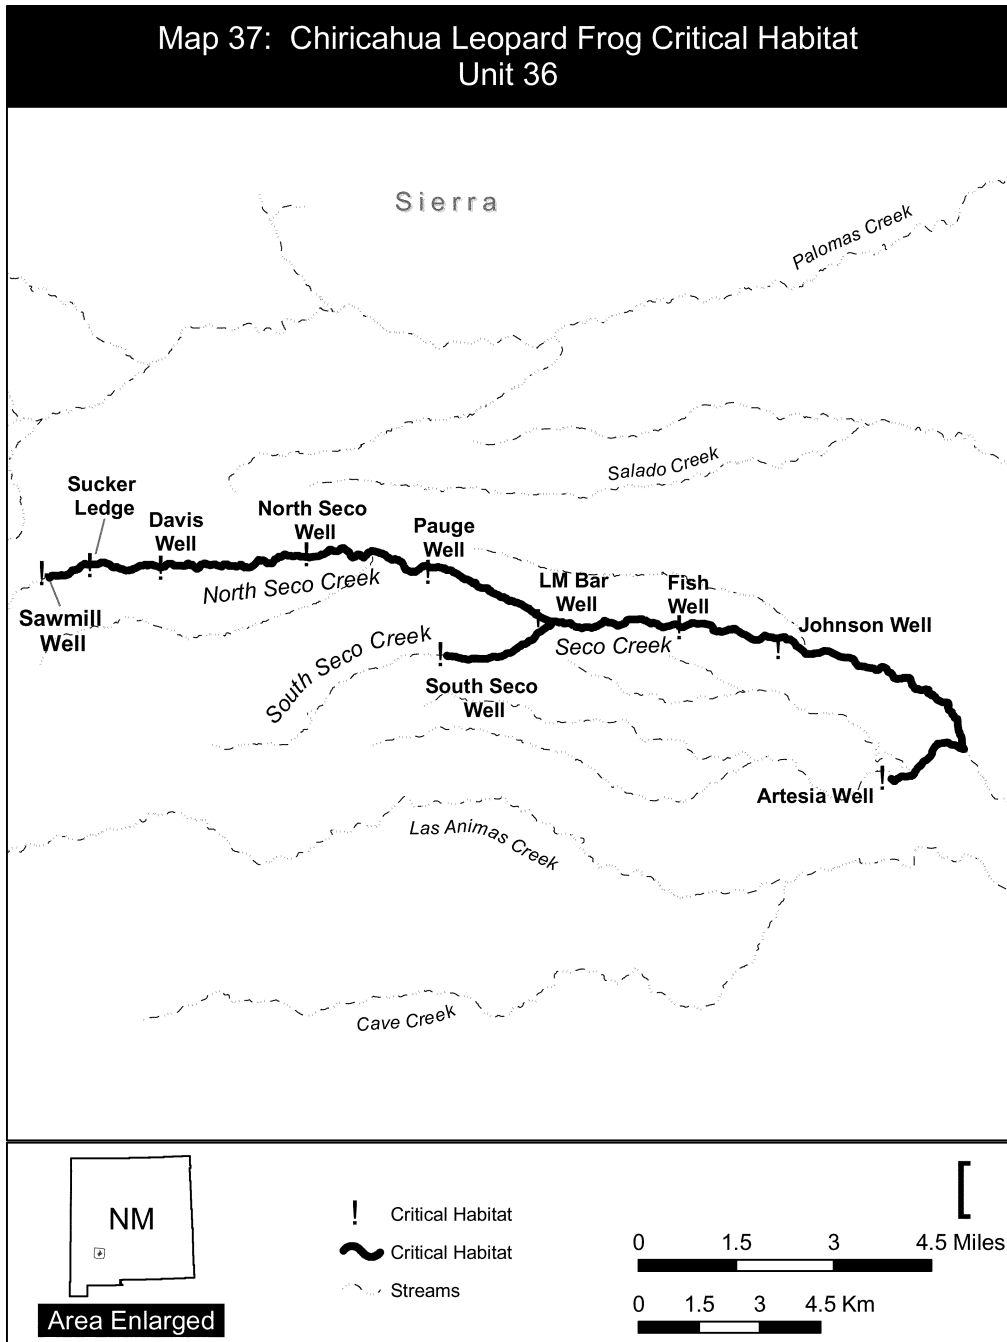 Map 37: Chiricahua Leopard Frog Critical Habitat
Unit 36
Sierra
Palomas Creek
Salado Creek
Sucker
Ledge
Davis
Well
North Seco
Well
Pauge
Well
North Seco Creek
LM Bar
Well
Fish
Well
Sawmill
Well
Johnson Well
South Seco Creek
Seco Creek
South Seco
Well
Artesia Well
Las Animas Creek
Cave Creek
NM
Area Enlarged
! Critical Habitat
Critical Habitat
Streams
[
0 1.5 3 4.5 Miles
0 1.5 3 4.5 Km